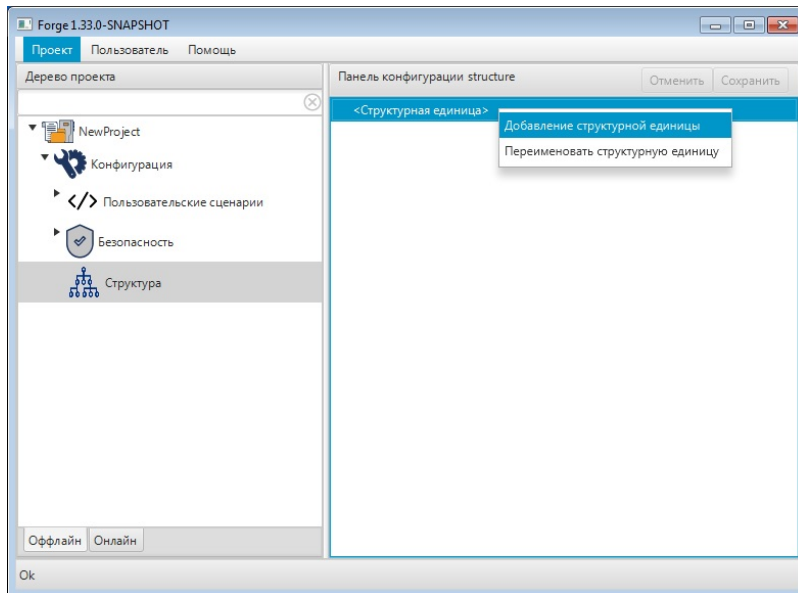 Forge 1.33.0-SNAPSHOT
Проект Пользователь Помощь
Дерево проекта
Панель конфигурации structure
Отменить Сохранить
<Структурная единица>
Добавление структурной единицы
Переименовать структурную единицу
NewProject
Конфигурация
</> Пользовательские сценарии
Безопасность
Структура
Оффлайн Онлайн
Ok